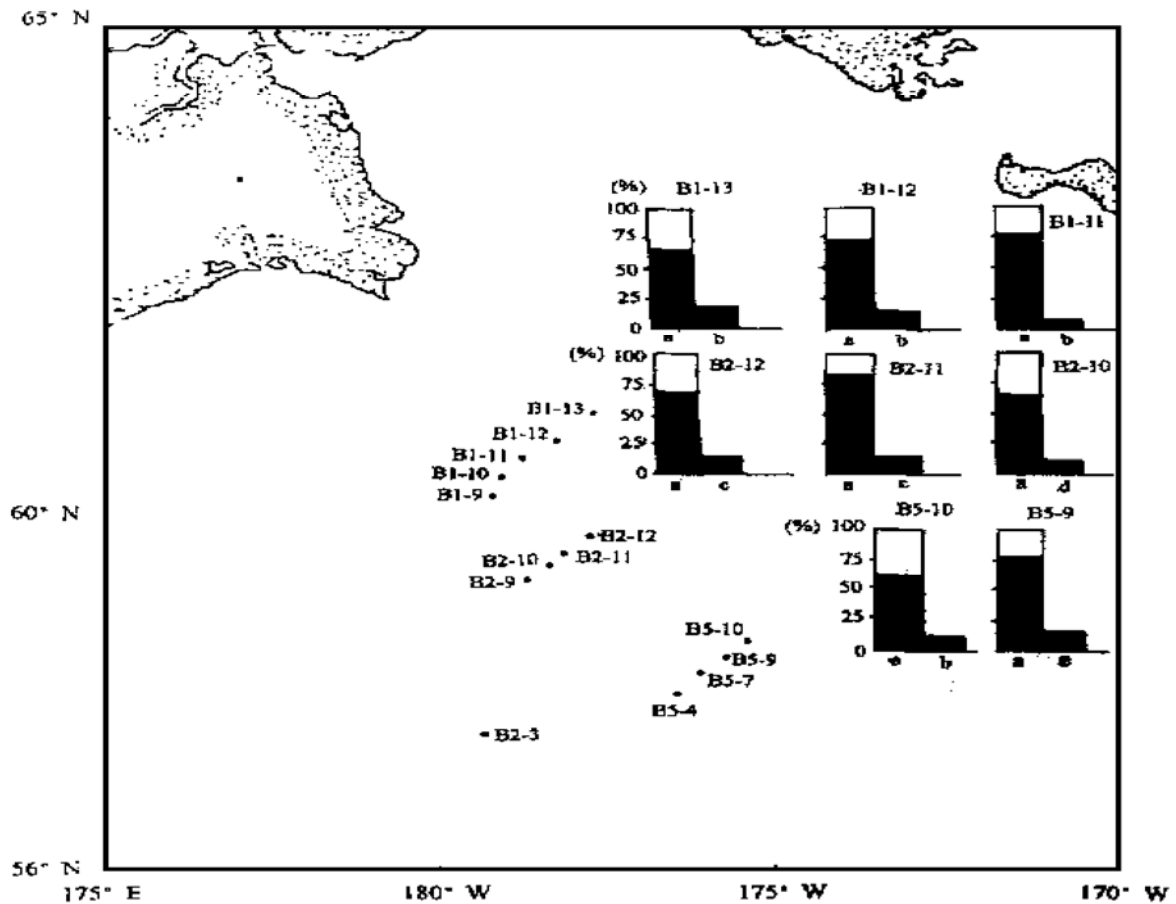 65° N
(%) B1-13
B1-12
B1-11
100
75
50
25
0
a b
a b
a b
(%) 100
B2-12
B2-11
B2-10
75
50
25
0
a c
a c
a d
B1-13
B1-12
B1-11
B1-10
B1-9
60° N
B2-12
B2-11
B2-10
B2-9
B5-10
B5-9
(%) 100
75
50
25
0
b
a e
B5-10
B5-9
B5-7
B5-4
B2-3
56° N
175° E
180° W
175° W
170° W